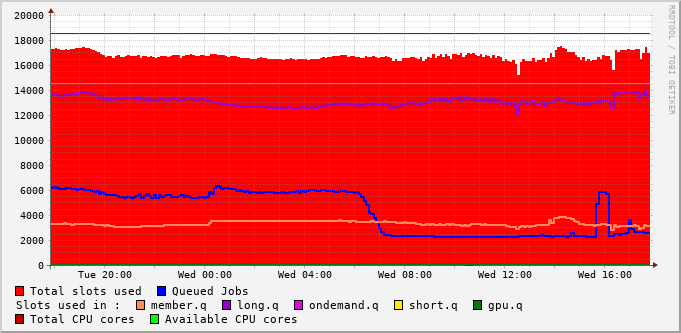 20000
18000
16000
14000
12000
10000
8000
6000
4000
2000
0
Tue 20:00 Wed 00:00 Wed 04:00 Wed 08:00 Wed 12:00 Wed 16:00
RRDTOOL / TOBI OETIKER
Total slots used Queued Jobs
Slots used in : member.q long.q ondemand.q short.q gpu.q
Total CPU cores Available CPU cores